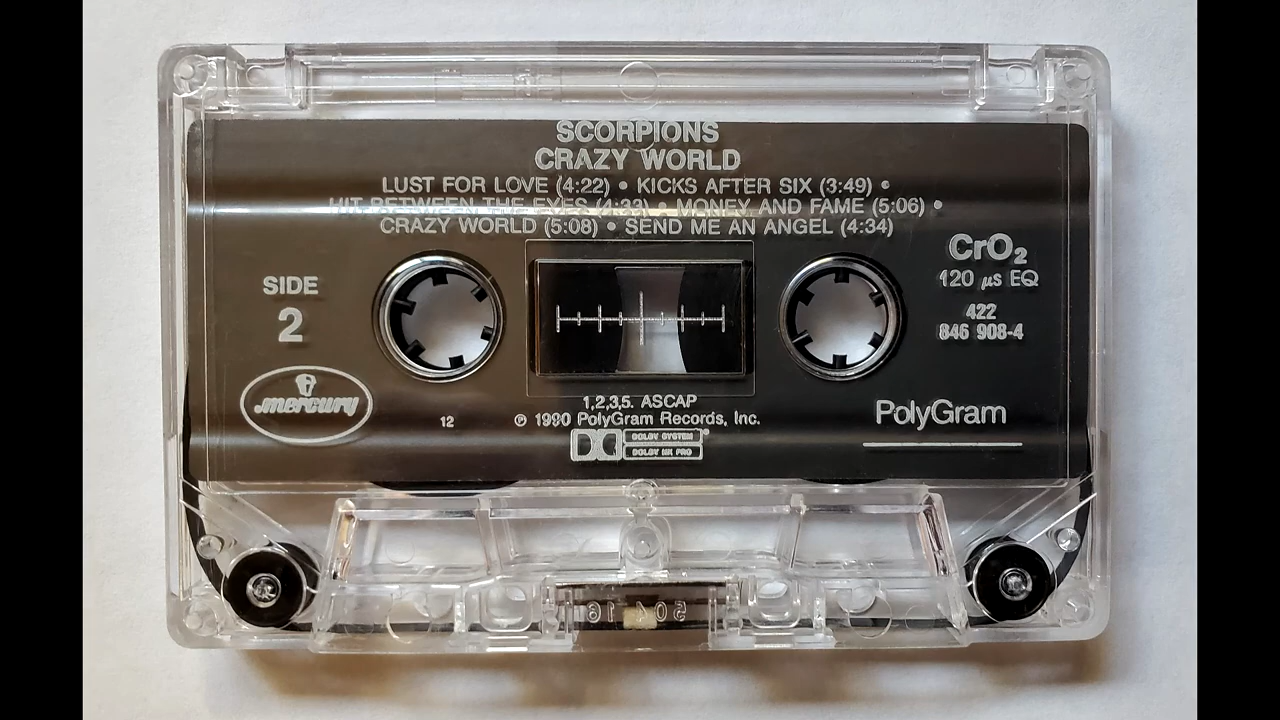 SCORPIONS
CRAZY WORLD
LUST FOR LOVE (4:22) • KICKS AFTER SIX (3:49) •
HIT BETWEEN THE EYES (4:33) • MONEY AND FAME (5:06) •
CRAZY WORLD (5:08) • SEND ME AN ANGEL (4:34)
SIDE
2
CrO₂
120 µs EQ
422
846 908-4
mercury
12
1,2,3,5. ASCAP
℗ 1990 PolyGram Records, Inc.
DOLBY SYSTEM®
DOLBY HX PRO
PolyGram